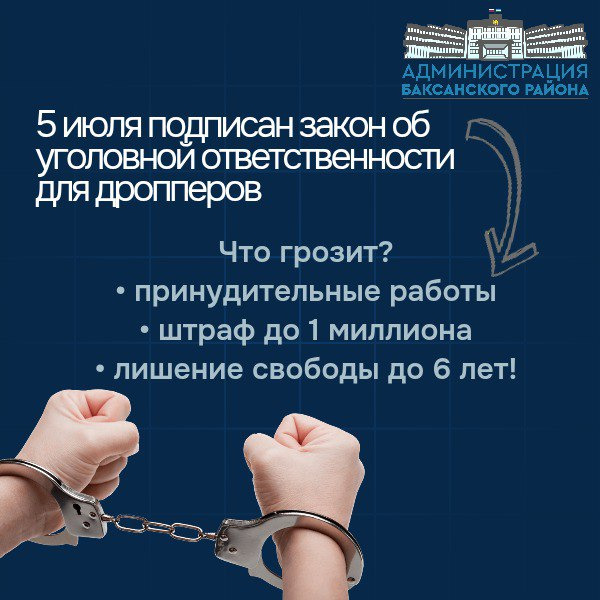 АДМИНИСТРАЦИЯ
БАКСАНСКОГО РАЙОНА
5 июля подписан закон об
уголовной ответственности
для дропперов
Что грозит?
• принудительные работы
• штраф до 1 миллиона
• лишение свободы до 6 лет!